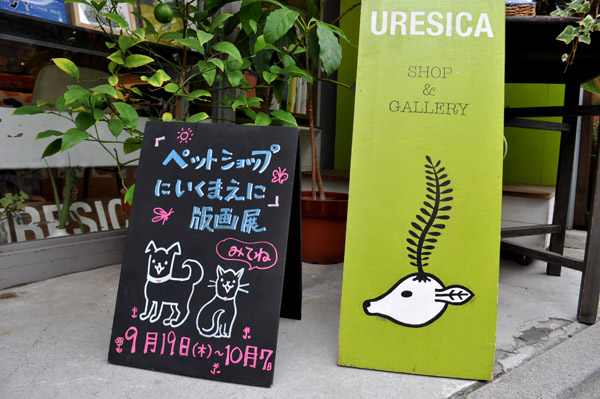 URESICA
SHOP
&
GALLERY
「ペットショップ
にいくまえに」
版画展
みてね
9月19日(木)〜10月7日
URESIC